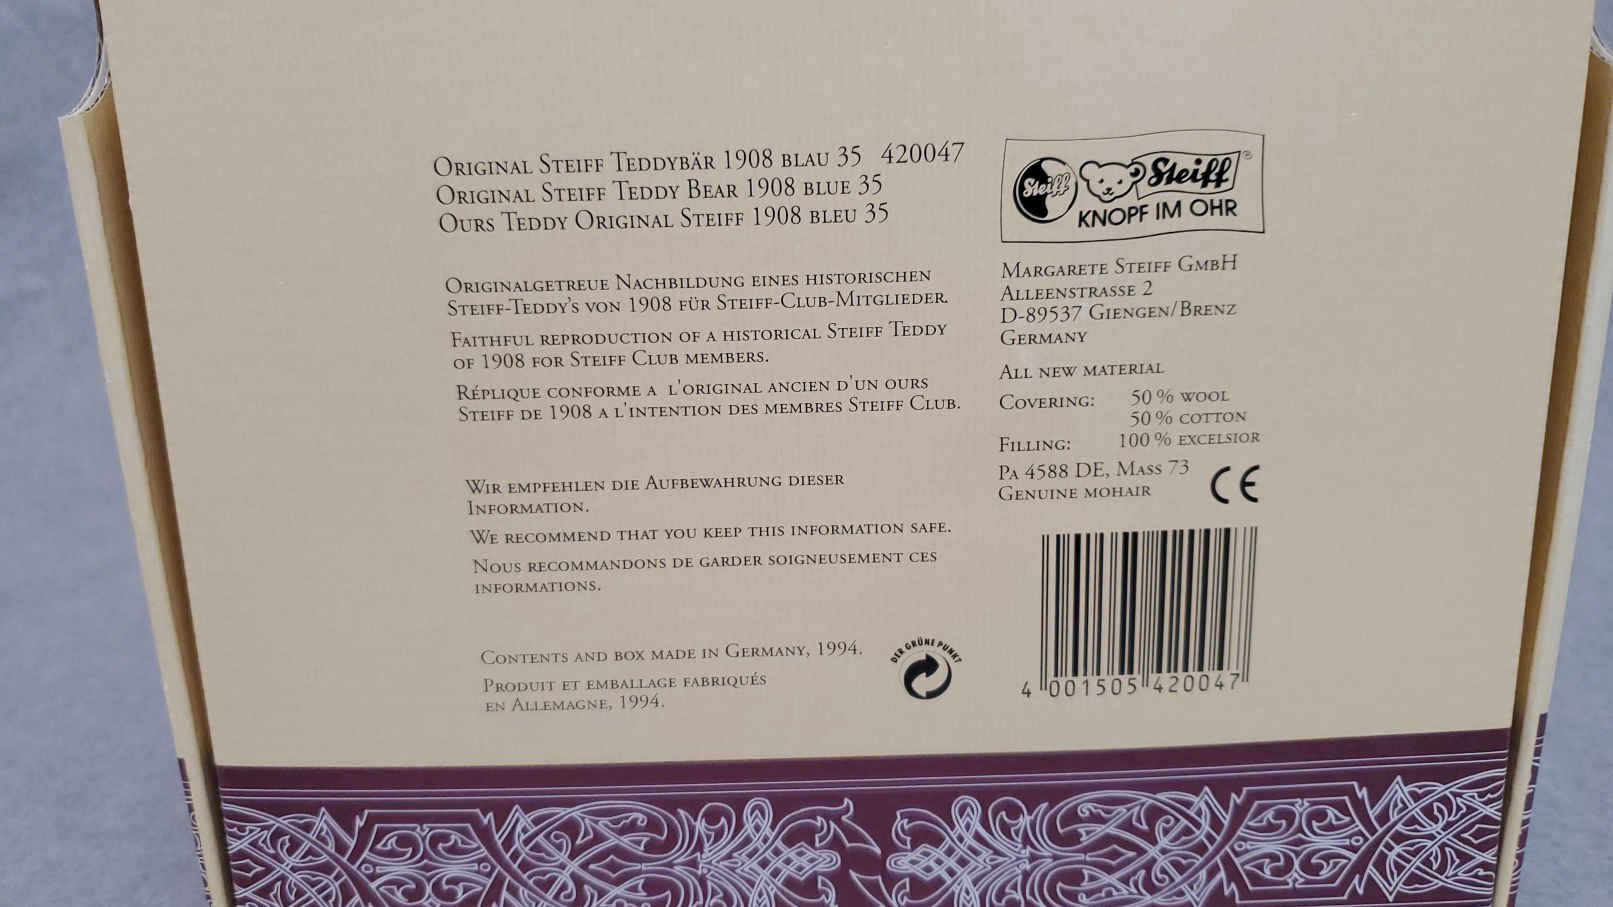 Original Steiff Teddybär 1908 blau 35 420047
Original Steiff Teddy Bear 1908 blue 35
Ours Teddy Original Steiff 1908 bleu 35
Originalgetreue Nachbildung eines historischen
Steiff-Teddy's von 1908 für Steiff-Club-Mitglieder.
Faithful reproduction of a historical Steiff Teddy
of 1908 for Steiff Club members.
Réplique conforme a l'original ancien d'un ours
Steiff de 1908 a l'intention des membres Steiff Club.
Wir empfehlen die Aufbewahrung dieser
Information.
We recommend that you keep this information safe.
Nous recommandons de garder soigneusement ces
informations.
Contents and box made in Germany, 1994.
Produit et emballage fabriqués
en Allemagne, 1994.
DER GRÜNE PUNKT
Steiff
Steiff®
KNOPF IM OHR
Margarete Steiff GmbH
Alleenstrasse 2
D-89537 Giengen/Brenz
Germany
All new material
Covering: 50 % wool
50 % cotton
Filling: 100 % excelsior
Pa 4588 DE, Mass 73
Genuine mohair
CE
4 001505 420047